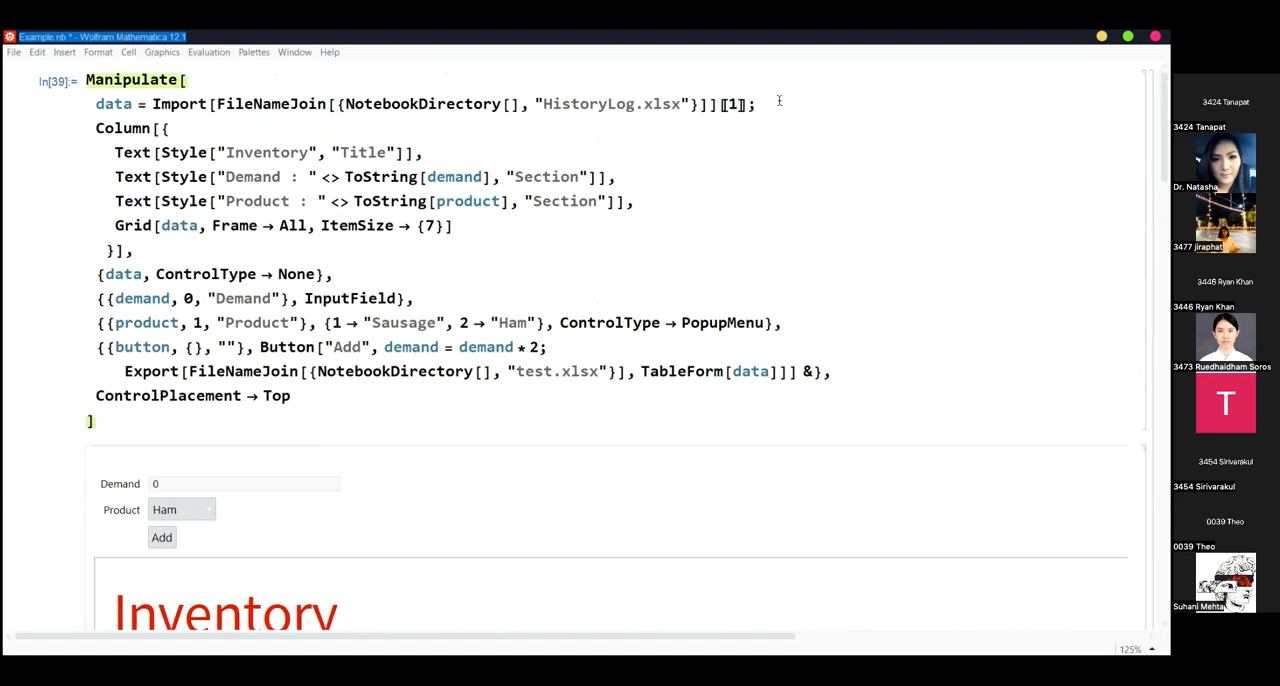 Example.nb * - Wolfram Mathematica 12.1
File Edit Insert Format Cell Graphics Evaluation Palettes Window Help
In[39]:= Manipulate[
data = Import[FileNameJoin[{NotebookDirectory[], "HistoryLog.xlsx"}]]〚1〛;
Column[{
Text[Style["Inventory", "Title"]],
Text[Style["Demand : " <> ToString[demand], "Section"]],
Text[Style["Product : " <> ToString[product], "Section"]],
Grid[data, Frame → All, ItemSize → {7}]
}],
{data, ControlType → None},
{{demand, 0, "Demand"}, InputField},
{{product, 1, "Product"}, {1 → "Sausage", 2 → "Ham"}, ControlType → PopupMenu},
{{button, {}, ""}, Button["Add", demand = demand * 2;
Export[FileNameJoin[{NotebookDirectory[], "test.xlsx"}], TableForm[data]]] &},
ControlPlacement → Top
]
Demand 0
Product Ham
Add
Inventory
125%
3424 Tanapat
3424 Tanapat
Dr. Natasha
3477 jiraphat
3446 Ryan Khan
3446 Ryan Khan
3473 Ruedhaidham Soros
T
3454 Sirivarakul
3454 Sirivarakul
0039 Theo
0039 Theo
Suhani Mehta